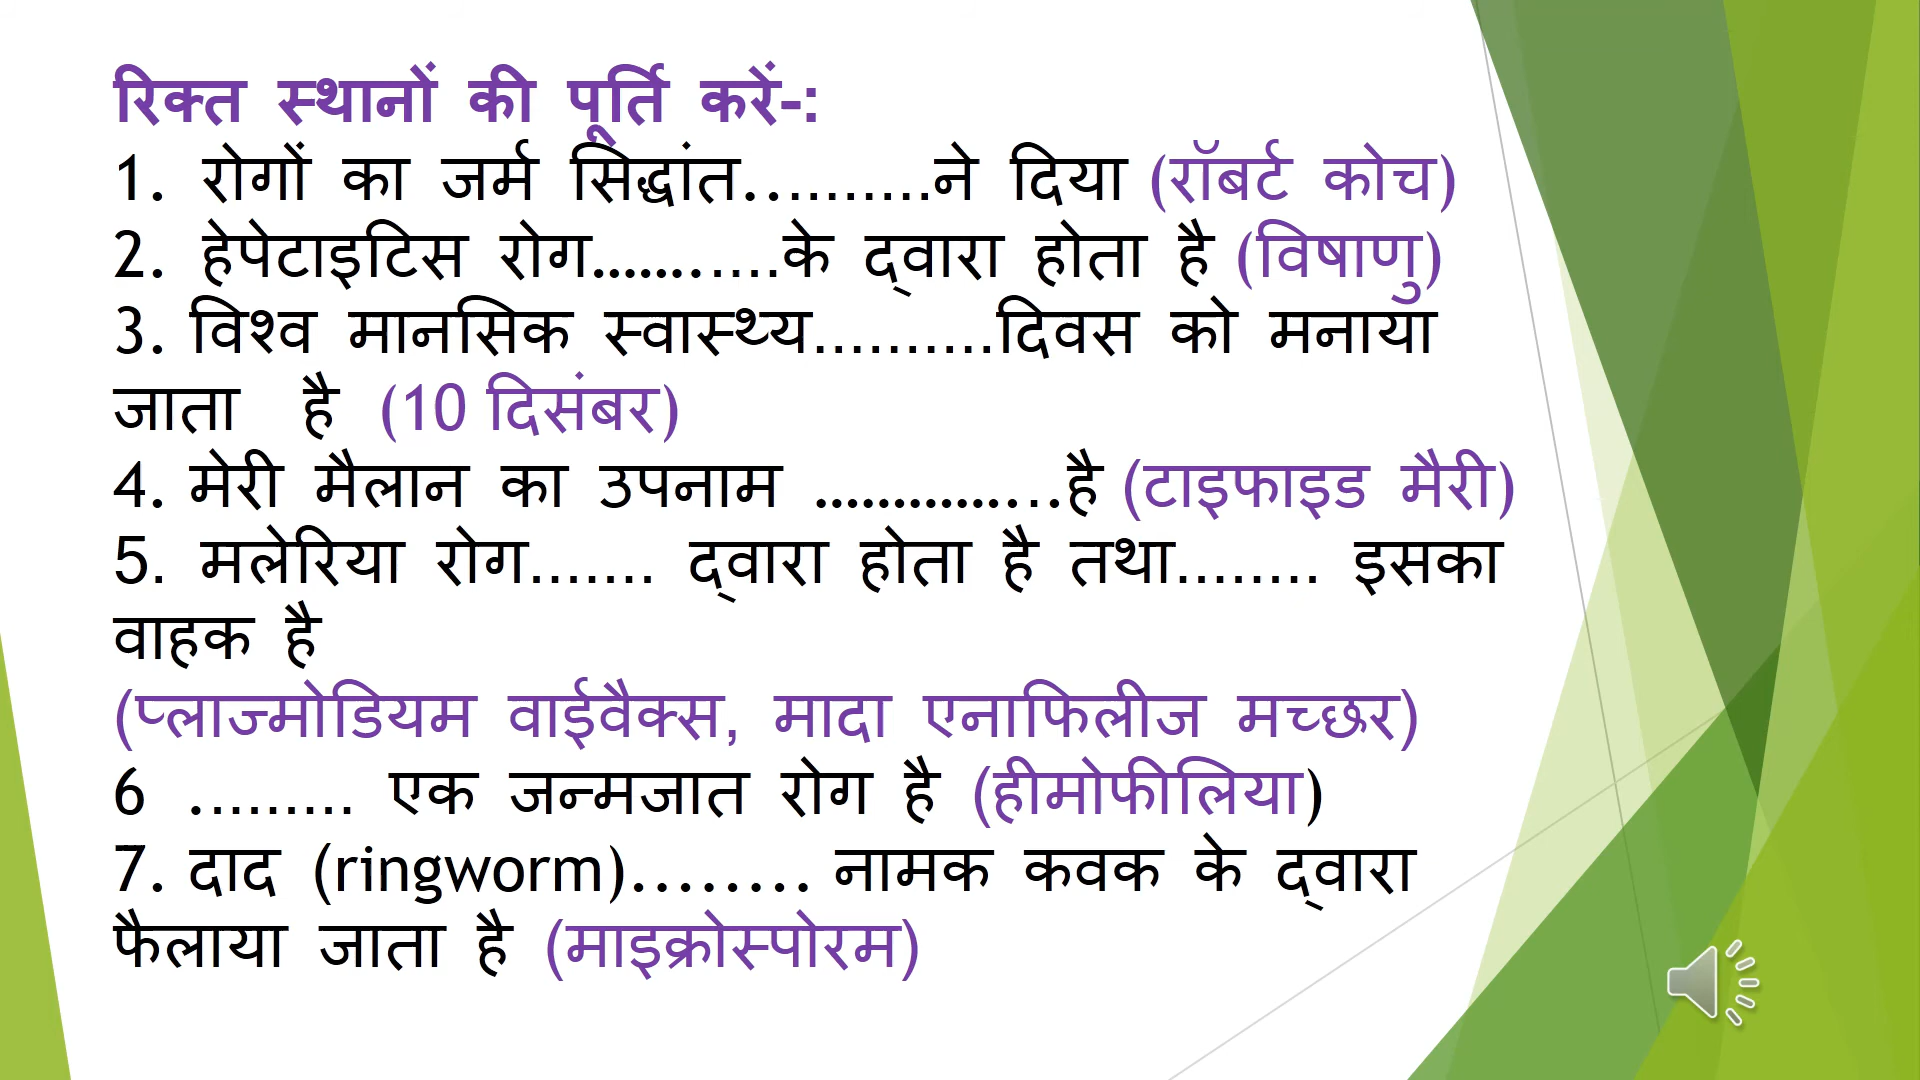 रिक्त स्थानों की पूर्ति करें-:
1. रोगों का जर्म सिद्धांत..........ने दिया (रॉबर्ट कोच)
2. हेपेटाइटिस रोग...........के द्वारा होता है (विषाणु)
3. विश्व मानसिक स्वास्थ्य..........दिवस को मनाया
जाता है (10 दिसंबर)
4. मेरी मैलान का उपनाम ...............है (टाइफाइड मैरी)
5. मलेरिया रोग....... द्वारा होता है तथा........ इसका
वाहक है
(प्लाज्मोडियम वाईवैक्स, मादा एनाफिलीज मच्छर)
6 ......... एक जन्मजात रोग है (हीमोफीलिया)
7. दाद (ringworm)........ नामक कवक के द्वारा
फैलाया जाता है (माइक्रोस्पोरम)